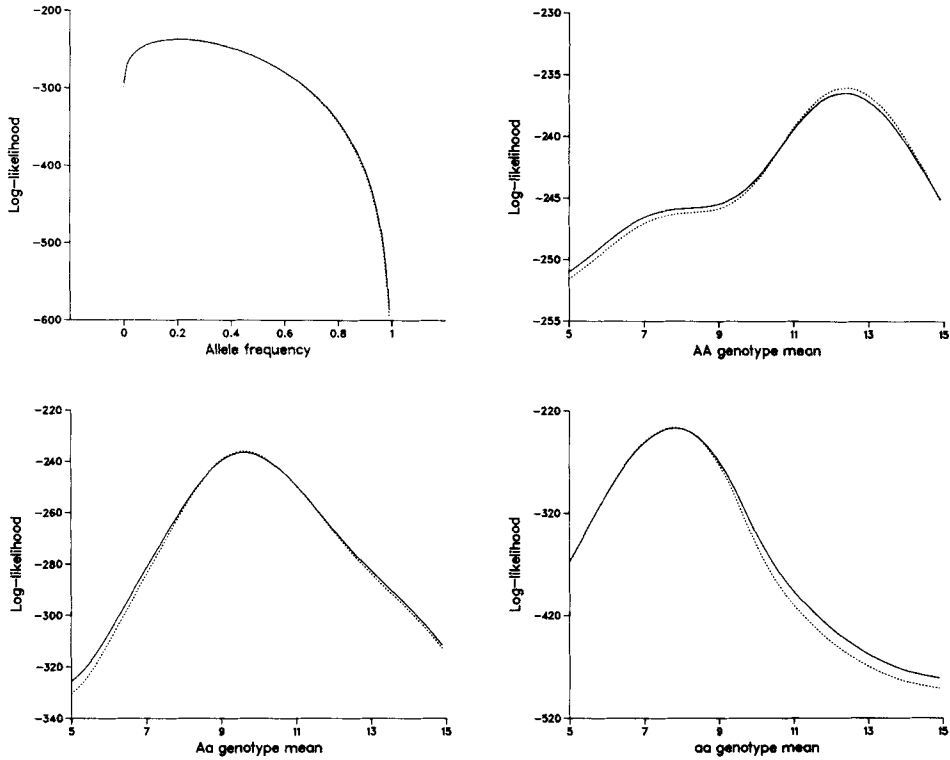 -200
-300
-400
-500
-600
Log-likelihood
0 0.2 0.4 0.6 0.8 1
Allele frequency
-230
-235
-240
-245
-250
-255
Log-likelihood
5 7 9 11 13 15
AA genotype mean
-220
-240
-260
-280
-300
-320
-340
Log-likelihood
5 7 9 11 13 15
Aa genotype mean
-220
-320
-420
-520
Log-likelihood
5 7 9 11 13 15
aa genotype mean